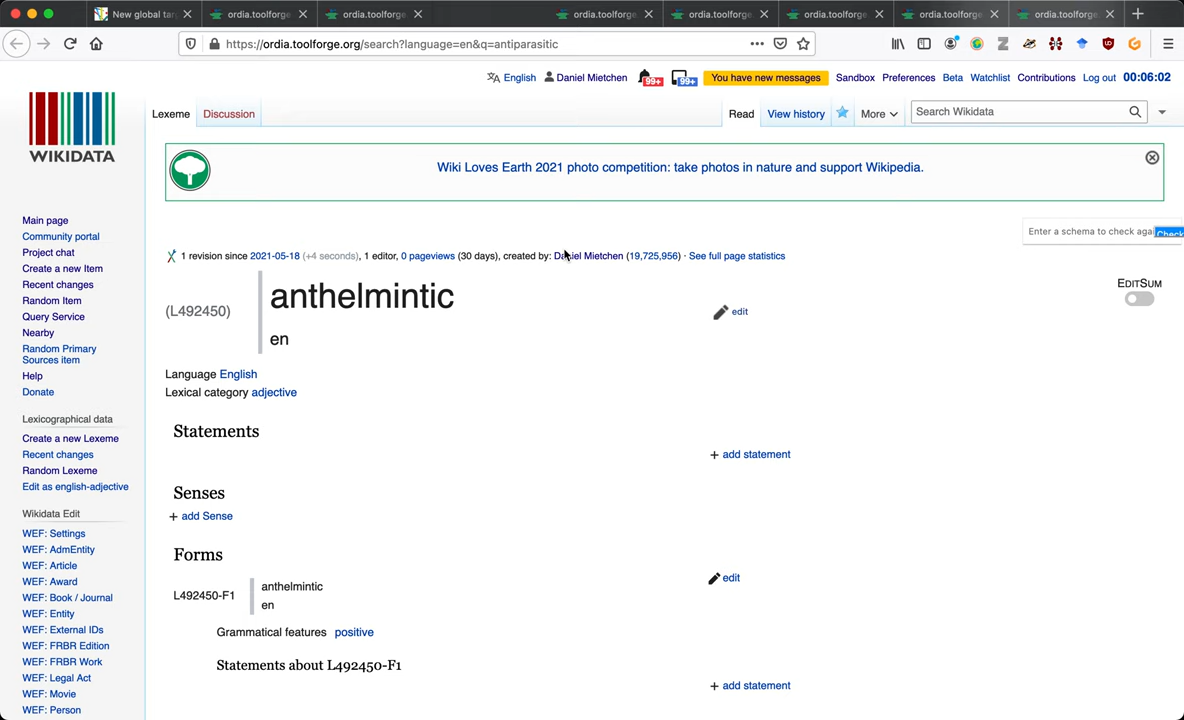 New global tar
ordia.toolforge
ordia.toolforge
ordia.toolforge
ordia.toolforge
ordia.toolforge
ordia.toolforge
ordia.toolforge
https://ordia.toolforge.org/search?language=en&q=antiparasitic
English Daniel Mietchen 99+ 99+ You have new messages Sandbox Preferences Beta Watchlist Contributions Log out 00:06:02
Lexeme Discussion Read View history More Search Wikidata
WIKIDATA
Wiki Loves Earth 2021 photo competition: take photos in nature and support Wikipedia.
Main page
Community portal
Project chat
Create a new Item
Recent changes
Random Item
Query Service
Nearby
Random Primary
Sources item
Help
Donate
Lexicographical data
Create a new Lexeme
Recent changes
Random Lexeme
Edit as english-adjective
Wikidata Edit
WEF: Settings
WEF: AdmEntity
WEF: Article
WEF: Award
WEF: Book / Journal
WEF: Entity
WEF: External IDs
WEF: FRBR Edition
WEF: FRBR Work
WEF: Legal Act
WEF: Movie
WEF: Person
Enter a schema to check agai Check
1 revision since 2021-05-18 (+4 seconds), 1 editor, 0 pageviews (30 days), created by: Daniel Mietchen (19,725,956) · See full page statistics
EDITSUM
(L492450) anthelmintic
edit
en
Language English
Lexical category adjective
Statements
+ add statement
Senses
+ add Sense
Forms
L492450-F1 anthelmintic
en
edit
Grammatical features positive
Statements about L492450-F1
+ add statement